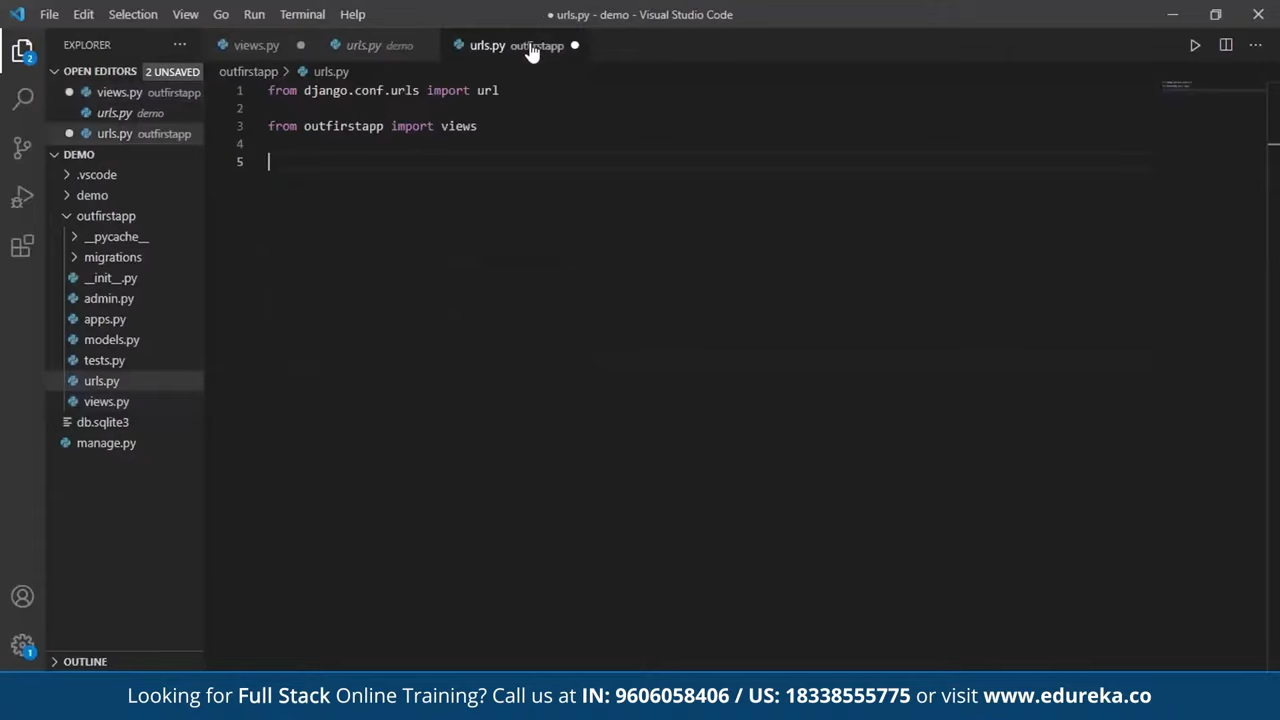 File Edit Selection View Go Run Terminal Help
● urls.py - demo - Visual Studio Code
EXPLORER
views.py
urls.py demo
urls.py outfirstapp
OPEN EDITORS 2 UNSAVED
views.py outfirstapp
urls.py demo
urls.py outfirstapp
DEMO
.vscode
demo
outfirstapp
__pycache__
migrations
__init__.py
admin.py
apps.py
models.py
tests.py
urls.py
views.py
db.sqlite3
manage.py
OUTLINE
2
1
outfirstapp > urls.py
1 from django.conf.urls import url
2
3 from outfirstapp import views
4
5
Looking for Full Stack Online Training? Call us at IN: 9606058406 / US: 18338555775 or visit www.edureka.co